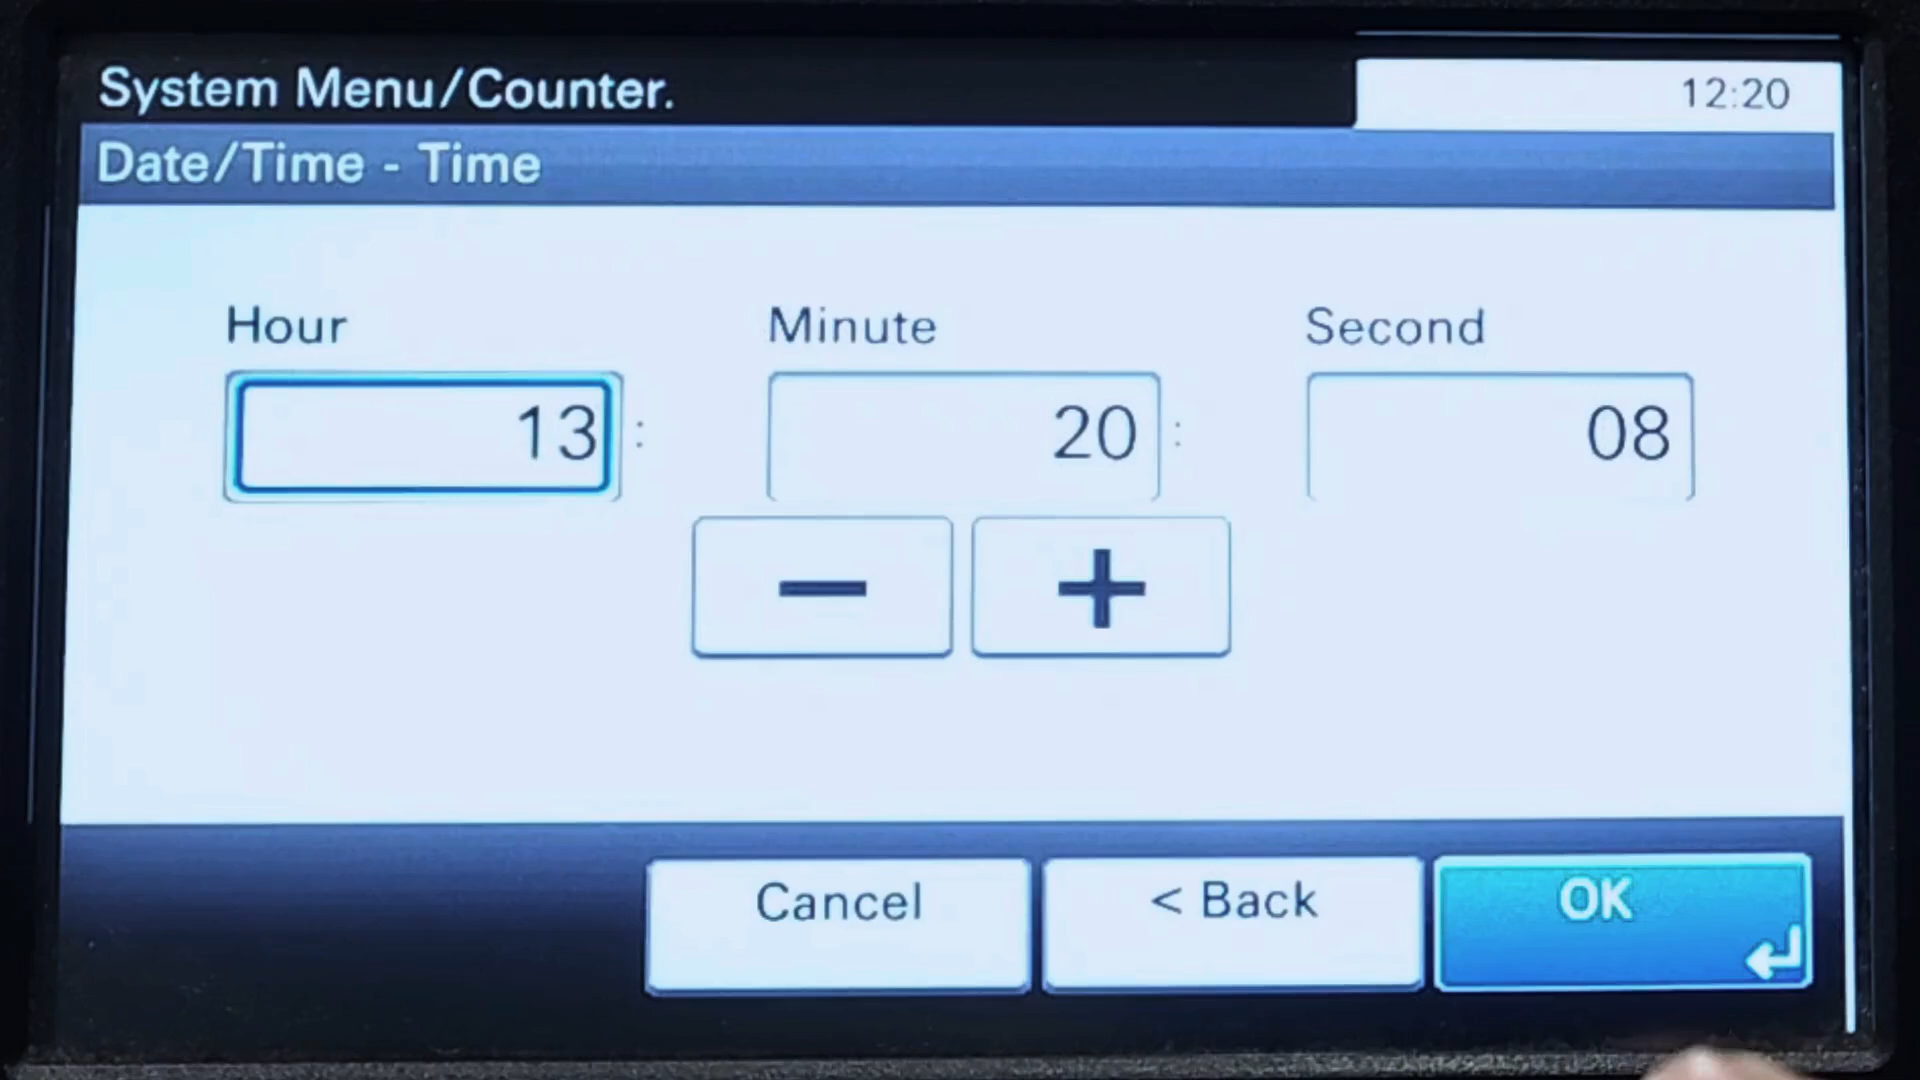 System Menu/Counter.
12:20
Date/Time - Time
Hour Minute Second
13 : 20 : 08
− +
Cancel < Back OK